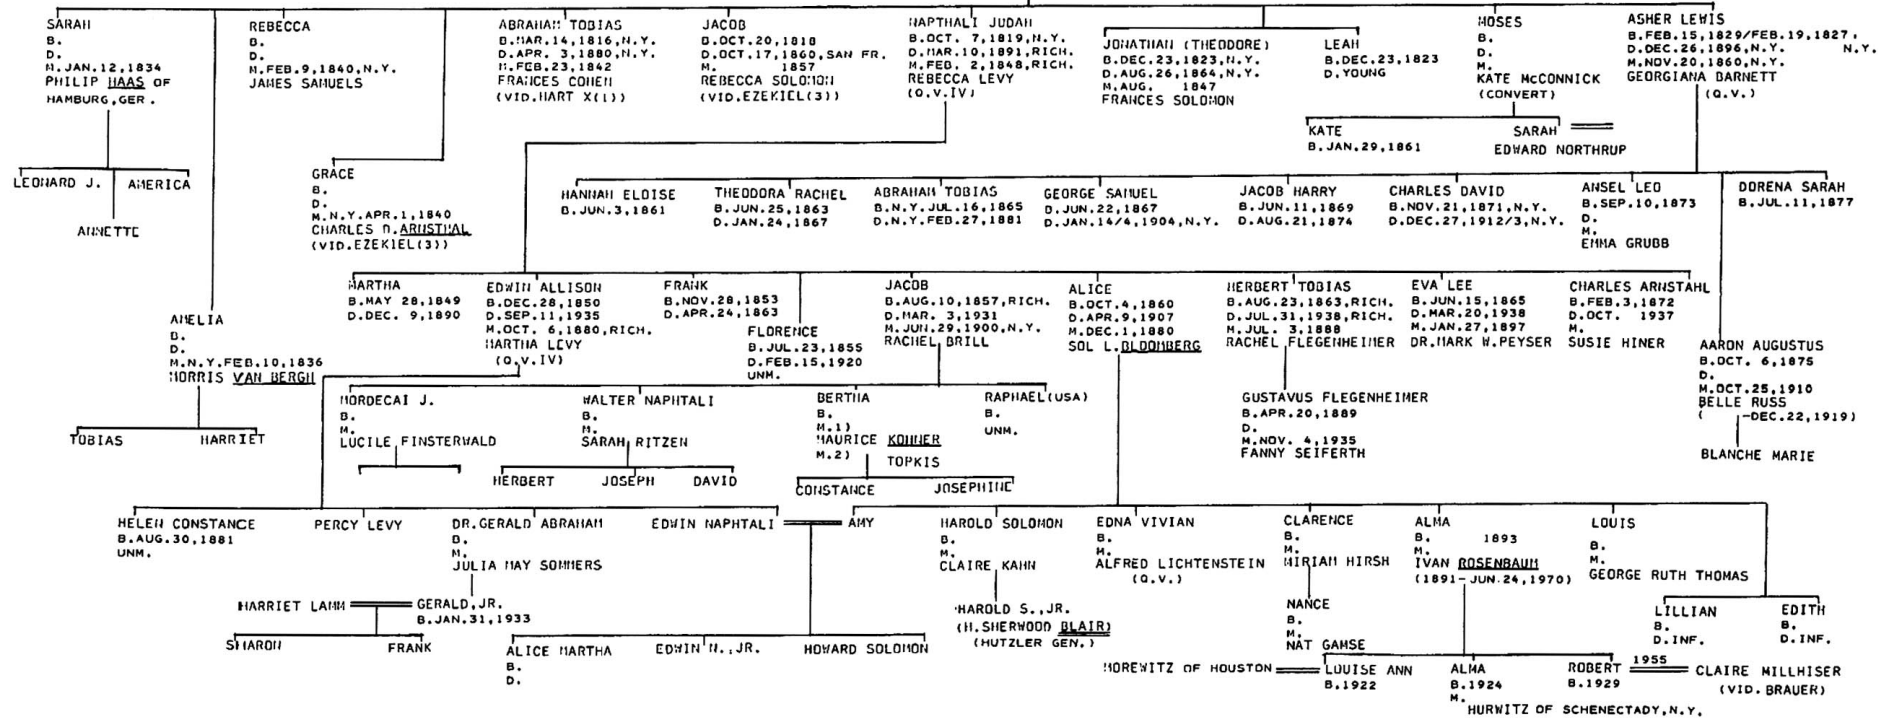 SARAH
B.
D.
M.JAN.12,1834
PHILIP HAAS OF
HAMBURG,GER.
REBECCA
B.
D.
M.FEB.9,1840,N.Y.
JAMES SAMUELS
ABRAHAM TOBIAS
B.MAR.14,1816,N.Y.
D.APR. 3,1880,N.Y.
M.FEB.23,1842
FRANCES COHEN
(VID.HART X(1))
JACOB
B.OCT.20,1818
D.OCT.17,1860,SAN FR.
M. 1857
REBECCA SOLOMON
(VID.EZEKIEL(3))
NAPTHALI JUDAH
B.OCT. 7,1819,N.Y.
D.MAR.10,1891,RICH.
M.FEB. 2,1848,RICH.
REBECCA LEVY
(Q.V.IV)
JONATHAN (THEODORE)
B.DEC.23,1823,N.Y.
D.AUG.26,1864,N.Y.
M.AUG. 1847
FRANCES SOLOMON
LEAH
B.DEC.23,1823
D.YOUNG
MOSES
B.
D.
M.
KATE McCONNICK
(CONVERT)
ASHER LEWIS
B.FEB.15,1829/FEB.19,1827,
D.DEC.26,1896,N.Y. N.Y.
M.NOV.20,1860,N.Y.
GEORGIANA BARNETT
(Q.V.)
KATE
B.JAN.29,1861
SARAH
EDWARD NORTHRUP
LEONARD J.
AMERICA
ANNETTE
GRACE
B.
D.
M.N.Y.APR.1,1840
CHARLES D.ARNSTHAL
(VID.EZEKIEL(3))
HANNAH ELOISE
B.JUN.3,1861
THEODORA RACHEL
B.JUN.25,1863
D.JAN.24,1867
ABRAHAM TOBIAS
B.N.Y.JUL.16,1865
D.N.Y.FEB.27,1881
GEORGE SAMUEL
D.JUN.22,1867
D.JAN.14/4,1904,N.Y.
JACOB HARRY
B.JUN.11,1869
D.AUG.21,1874
CHARLES DAVID
B.NOV.21,1871,N.Y.
D.DEC.27,1912/3,N.Y.
ANSEL LEO
B.SEP.10,1873
D.
M.
EMMA GRUBB
DORENA SARAH
B.JUL.11,1877
MARTHA
B.MAY 28,1849
D.DEC. 9,1890
EDWIN ALLISON
B.DEC.28,1850
D.SEP.11,1935
M.OCT. 6,1880,RICH.
MARTHA LEVY
(Q.V.IV)
FRANK
B.NOV.28,1853
D.APR.24,1863
FLORENCE
B.JUL.23,1855
D.FEB.15,1920
UNM.
JACOB
B.AUG.10,1857,RICH.
D.MAR. 3,1931
M.JUN.29,1900,N.Y.
RACHEL BRILL
ALICE
B.OCT.4,1860
D.APR.9,1907
M.DEC.1,1880
SOL L.BLOOMBERG
HERBERT TOBIAS
B.AUG.23,1863,RICH.
D.JUL.31,1938,RICH.
M.JUL. 3,1888
RACHEL FLEGENHEIMER
EVA LEE
B.JUN.15,1865
D.MAR.20,1938
M.JAN.27,1897
DR.MARK W.PEYSER
CHARLES ARNSTAHL
B.FEB.3,1872
D.OCT. 1937
M.
SUSIE HINER
AMELIA
B.
D.
M.N.Y.FEB.10,1836
MORRIS VAN BERGH
TOBIAS
HARRIET
AARON AUGUSTUS
B.OCT. 6,1875
D.
M.OCT.25,1910
BELLE RUSS
( -DEC.22,1919)
BLANCHE MARIE
MORDECAI J.
B.
M.
LUCILE FINSTERWALD
WALTER NAPHTALI
B.
M.
SARAH RITZEN
BERTHA
B.
M.1)
MAURICE KOHNER
M.2)
TOPKIS
RAPHAEL(USA)
B.
UNM.
GUSTAVUS FLEGENHEIMER
B.APR.20,1889
D.
M.NOV. 4,1935
FANNY SEIFERTH
HERBERT
JOSEPH
DAVID
CONSTANCE
JOSEPHINE
HELEN CONSTANCE
B.AUG.30,1881
UNM.
PERCY LEVY
DR.GERALD ABRAHAM
B.
M.
JULIA MAY SOMMERS
EDWIN NAPHTALI
AMY
HAROLD SOLOMON
B.
M.
CLAIRE KAHN
EDNA VIVIAN
B.
M.
ALFRED LICHTENSTEIN
(Q.V.)
CLARENCE
B.
M.
MIRIAM HIRSH
ALMA
B. 1893
M.
IVAN ROSENBAUM
(1891-JUN.24,1970)
LOUIS
B.
M.
GEORGE RUTH THOMAS
HARRIET LAMM
GERALD,JR.
B.JAN.31,1933
HAROLD S.,JR.
(H.SHERWOOD BLAIR)
(HUTZLER GEN.)
NANCE
B.
M.
NAT GAMSE
LILLIAN
B.
D.INF.
EDITH
B.
D.INF.
SHARON
FRANK
ALICE MARTHA
B.
D.
EDWIN N.,JR.
HOWARD SOLOMON
MOREWITZ OF HOUSTON
LOUISE ANN
B.1922
ALMA
B.1924
M.
HURWITZ OF SCHENECTADY,N.Y.
ROBERT
B.1929
1955
CLAIRE MILLHISER
(VID. BRAUER)